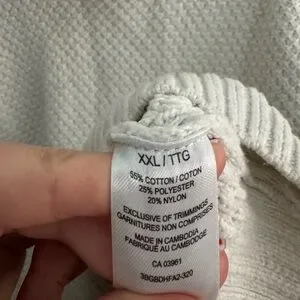 XXL / TTG
55% COTTON / COTON
25% POLYESTER
20% NYLON
EXCLUSIVE OF TRIMMINGS
GARNITURES NON COMPRISES
MADE IN CAMBODIA
FABRIQUÉ AU CAMBODGE
CA 03961
3BGBDHFA2-320